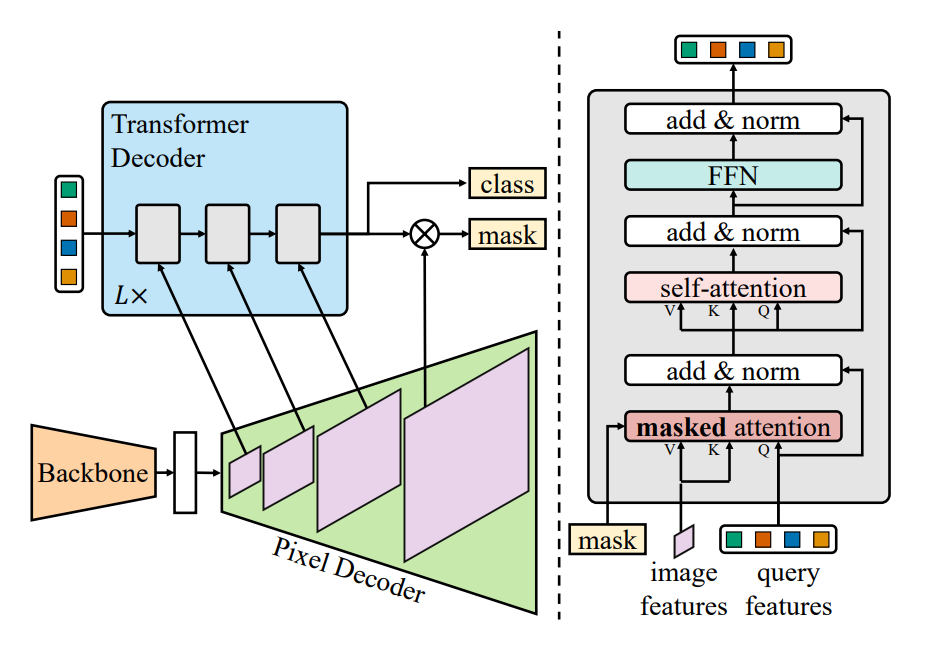 Transformer
Decoder
L×
class
mask
Backbone
Pixel Decoder
add & norm
FFN
add & norm
self-attention
V K Q
add & norm
masked attention
V K Q
mask
image
features
query
features